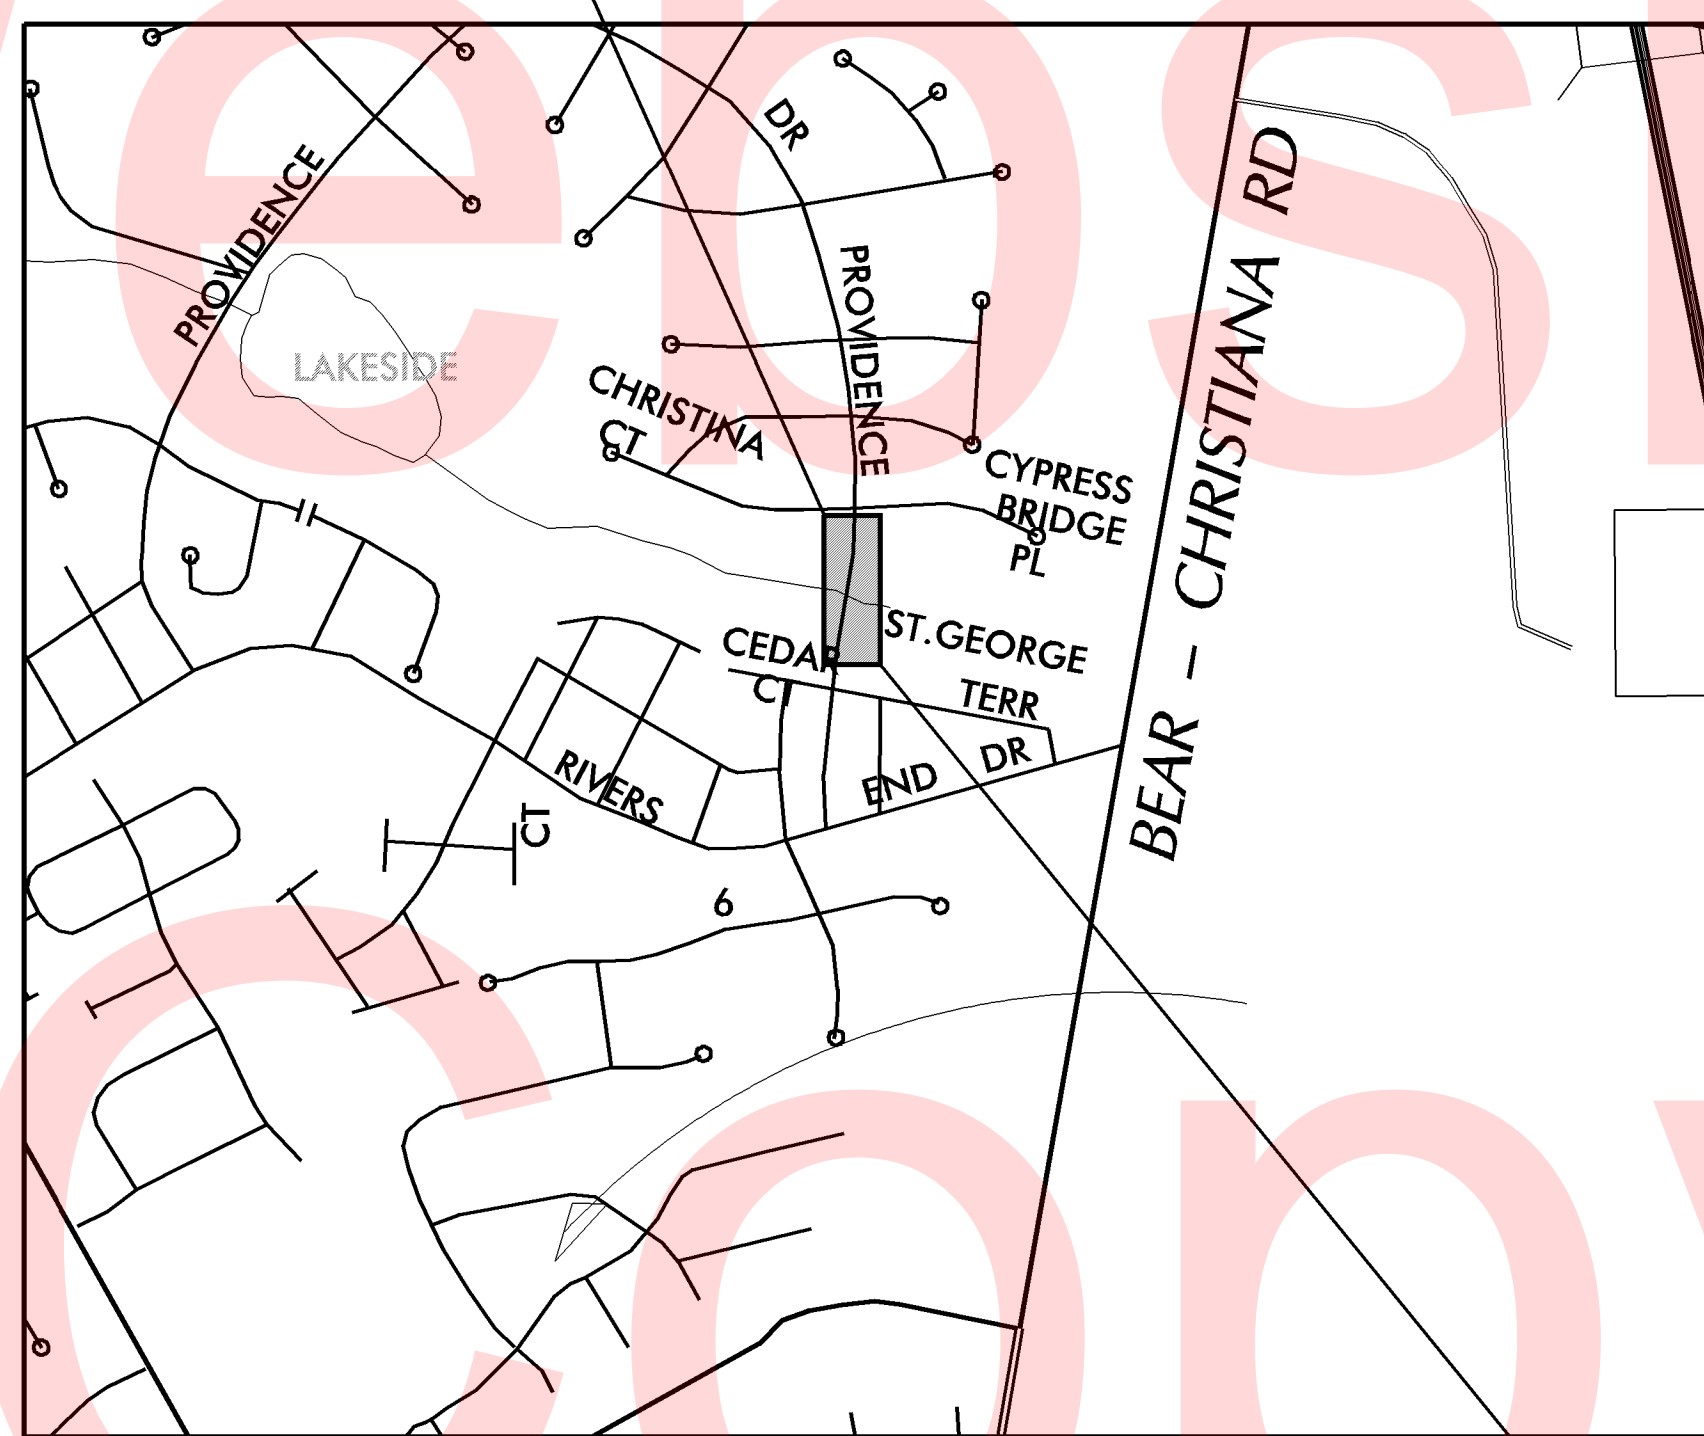 DR
PROVIDENCE
PROVIDENCE
LAKESIDE
CHRISTINA
CT
CYPRESS
BRIDGE
PL
BEAR – CHRISTIANA RD
ST.GEORGE
TERR
CEDAR
CT
RIVERS
END DR
CT
6